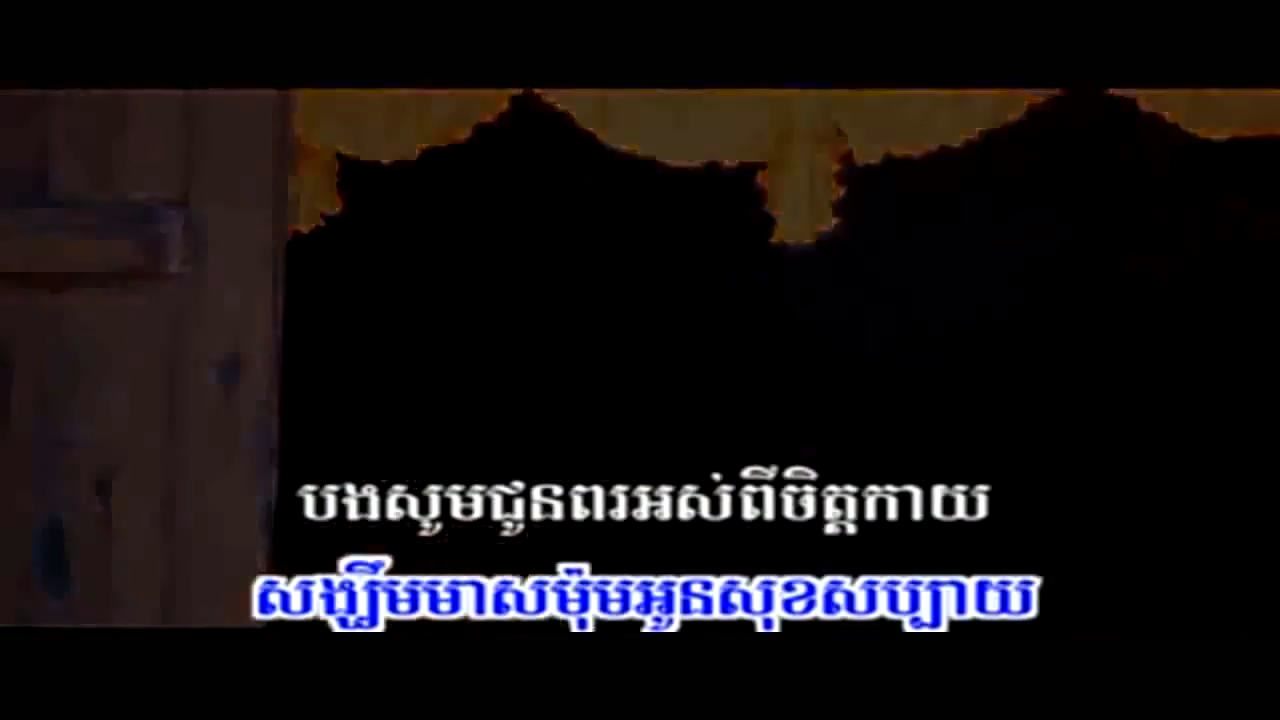 បងសូមជូនពរអស់ពីចិត្តកាយ
សង្ឃឹមមាសម៉ុមអូនសុខសប្បាយ